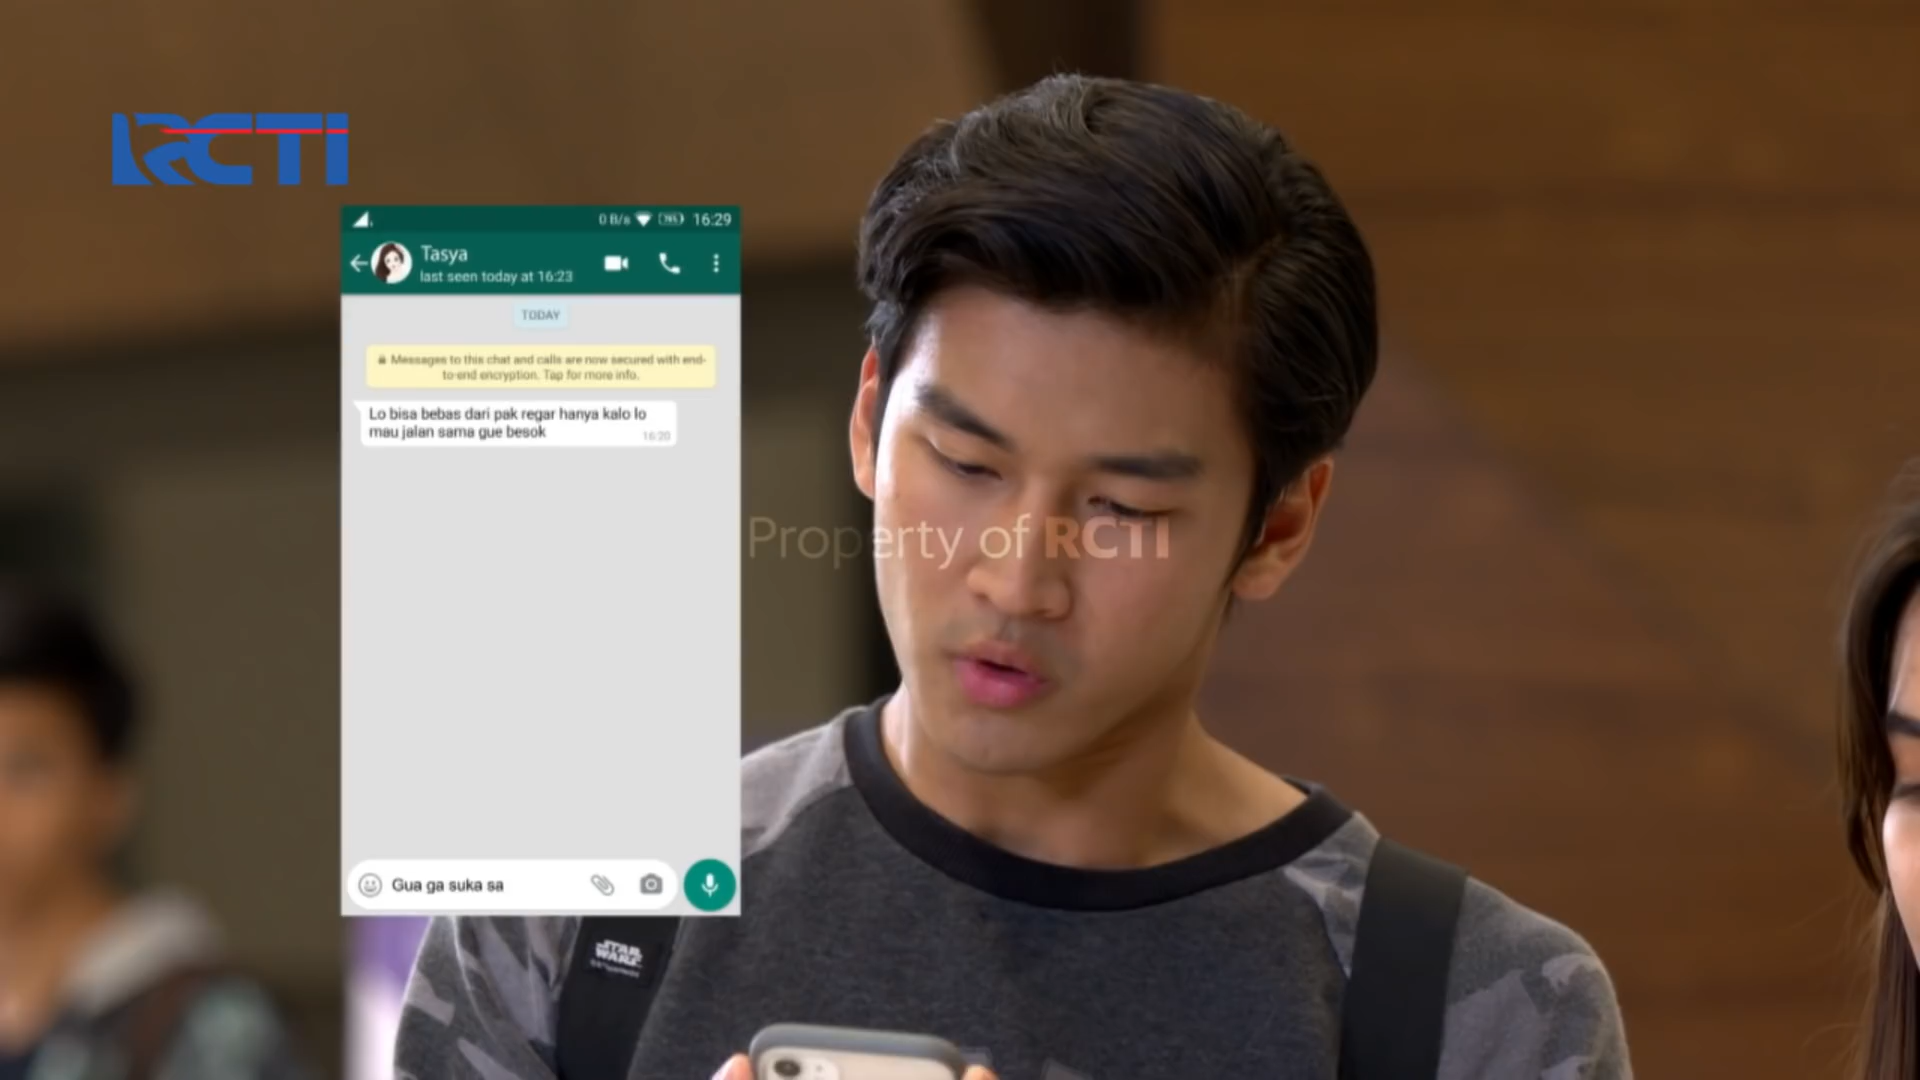 RCTI
0 B/s 16:29
Tasya
last seen today at 16:23
TODAY
Messages to this chat and calls are now secured with end-
to-end encryption. Tap for more info.
Lo bisa bebas dari pak regar hanya kalo lo
mau jalan sama gue besok
16:20
Property of RCTI
Gua ga suka sa
STAR
WARS